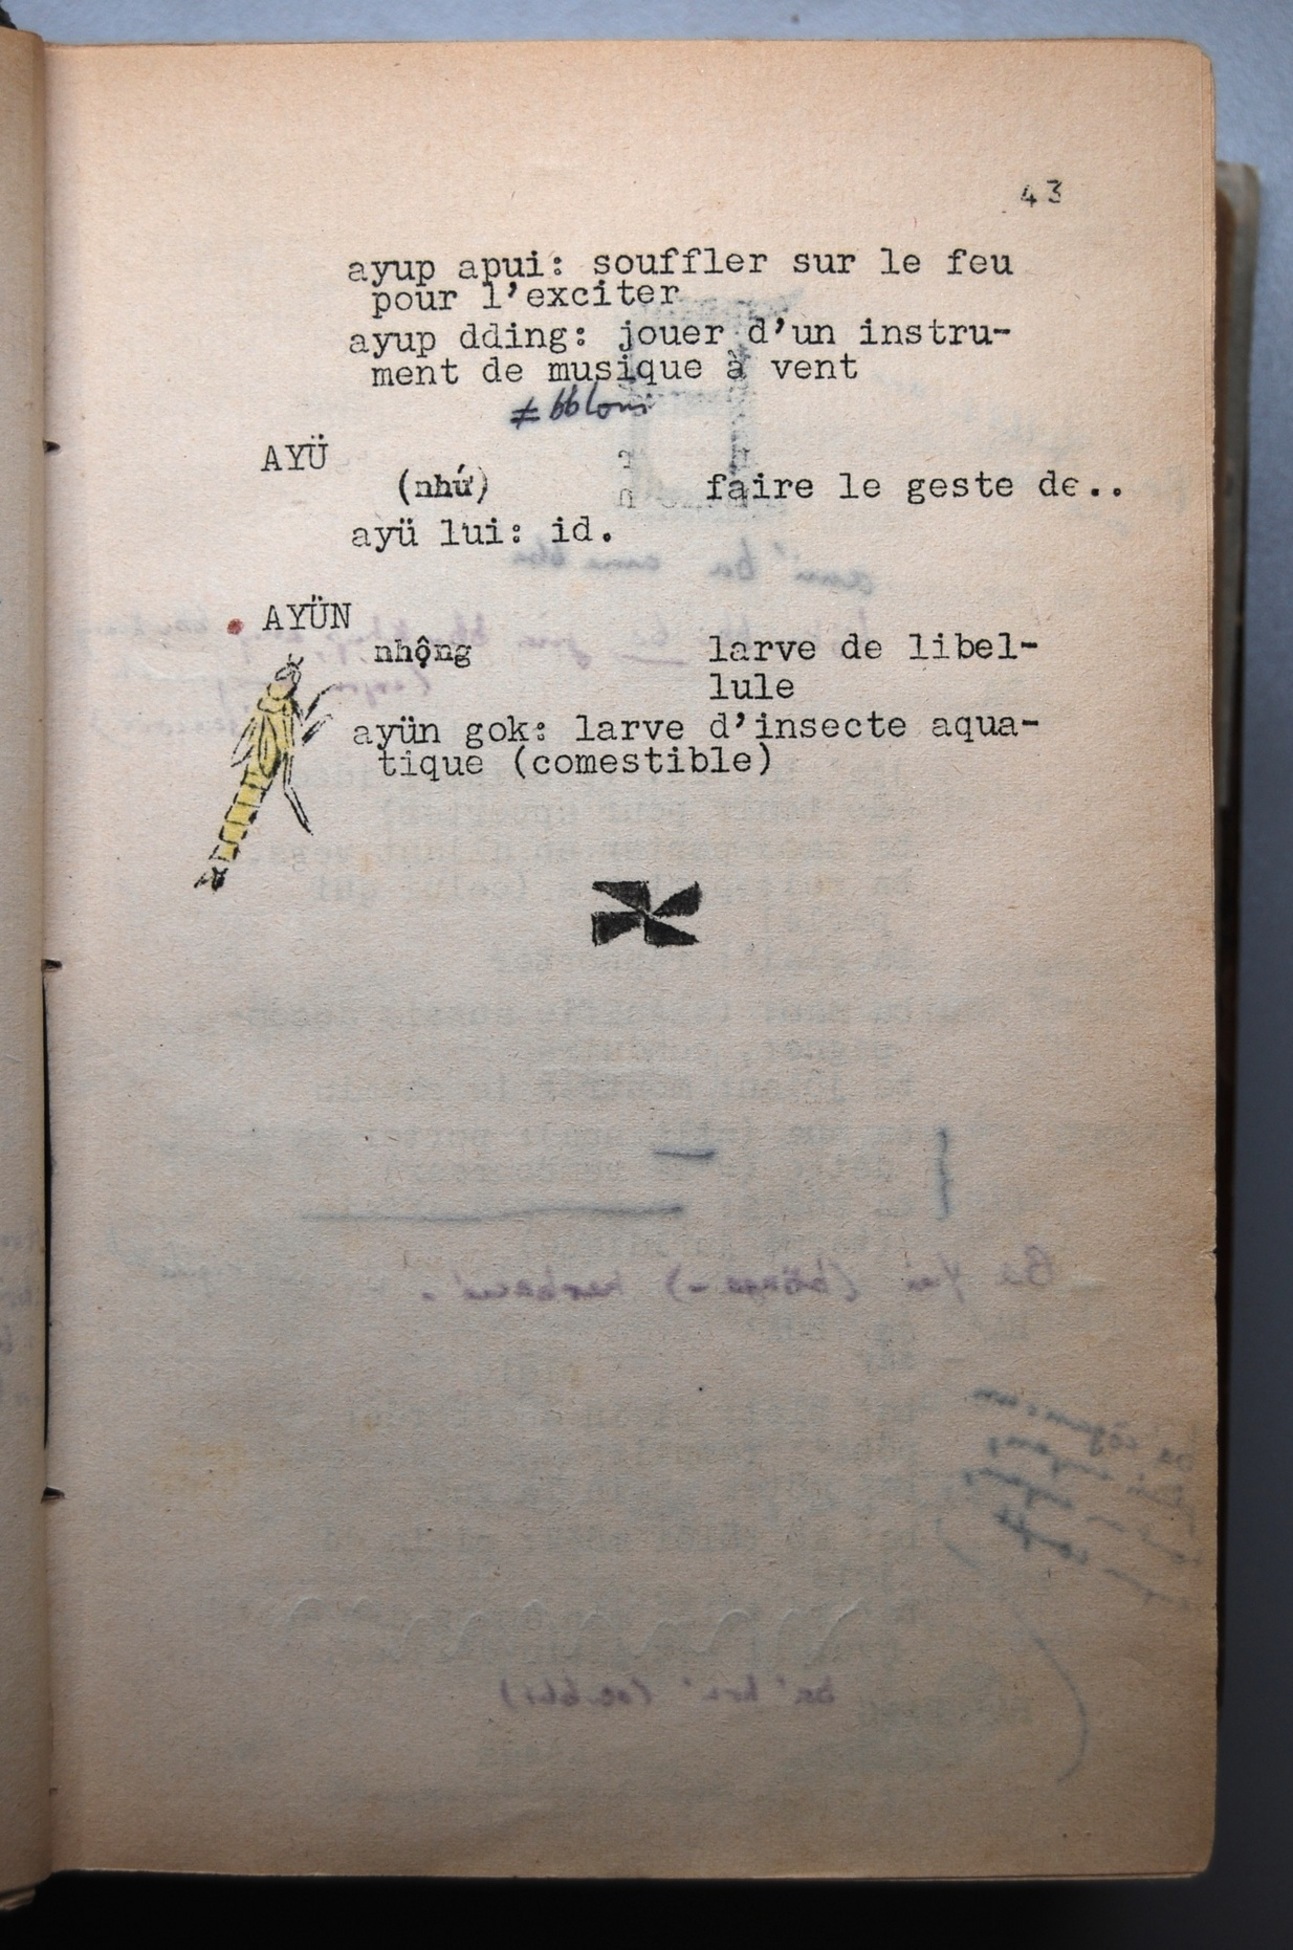 43
ayup apui: souffler sur le feu
pour l'exciter
ayup dding: jouer d'un instru-
ment de musique à vent
≠ bblom
AYÜ
(nhứ) faire le geste de..
ayü lui: id.
AYÜN
nhộng larve de libel-
lule
ayün gok: larve d'insecte aqua-
tique (comestible)